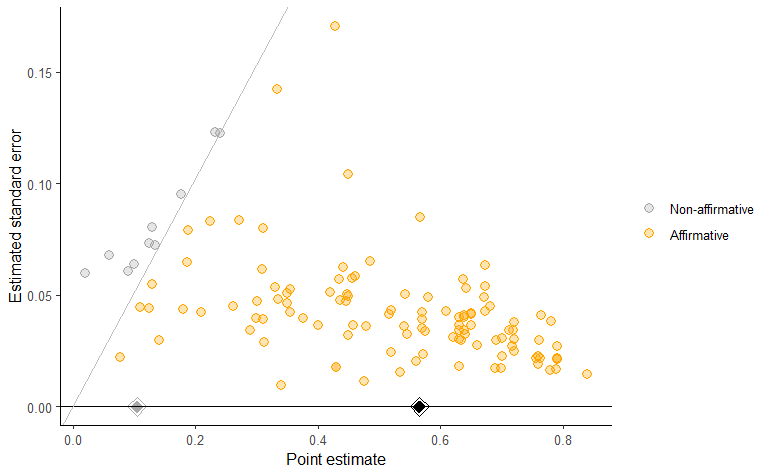 Estimated standard error
0.15
0.10
0.05
0.00
0.0 0.2 0.4 0.6 0.8
Point estimate
Non-affirmative
Affirmative